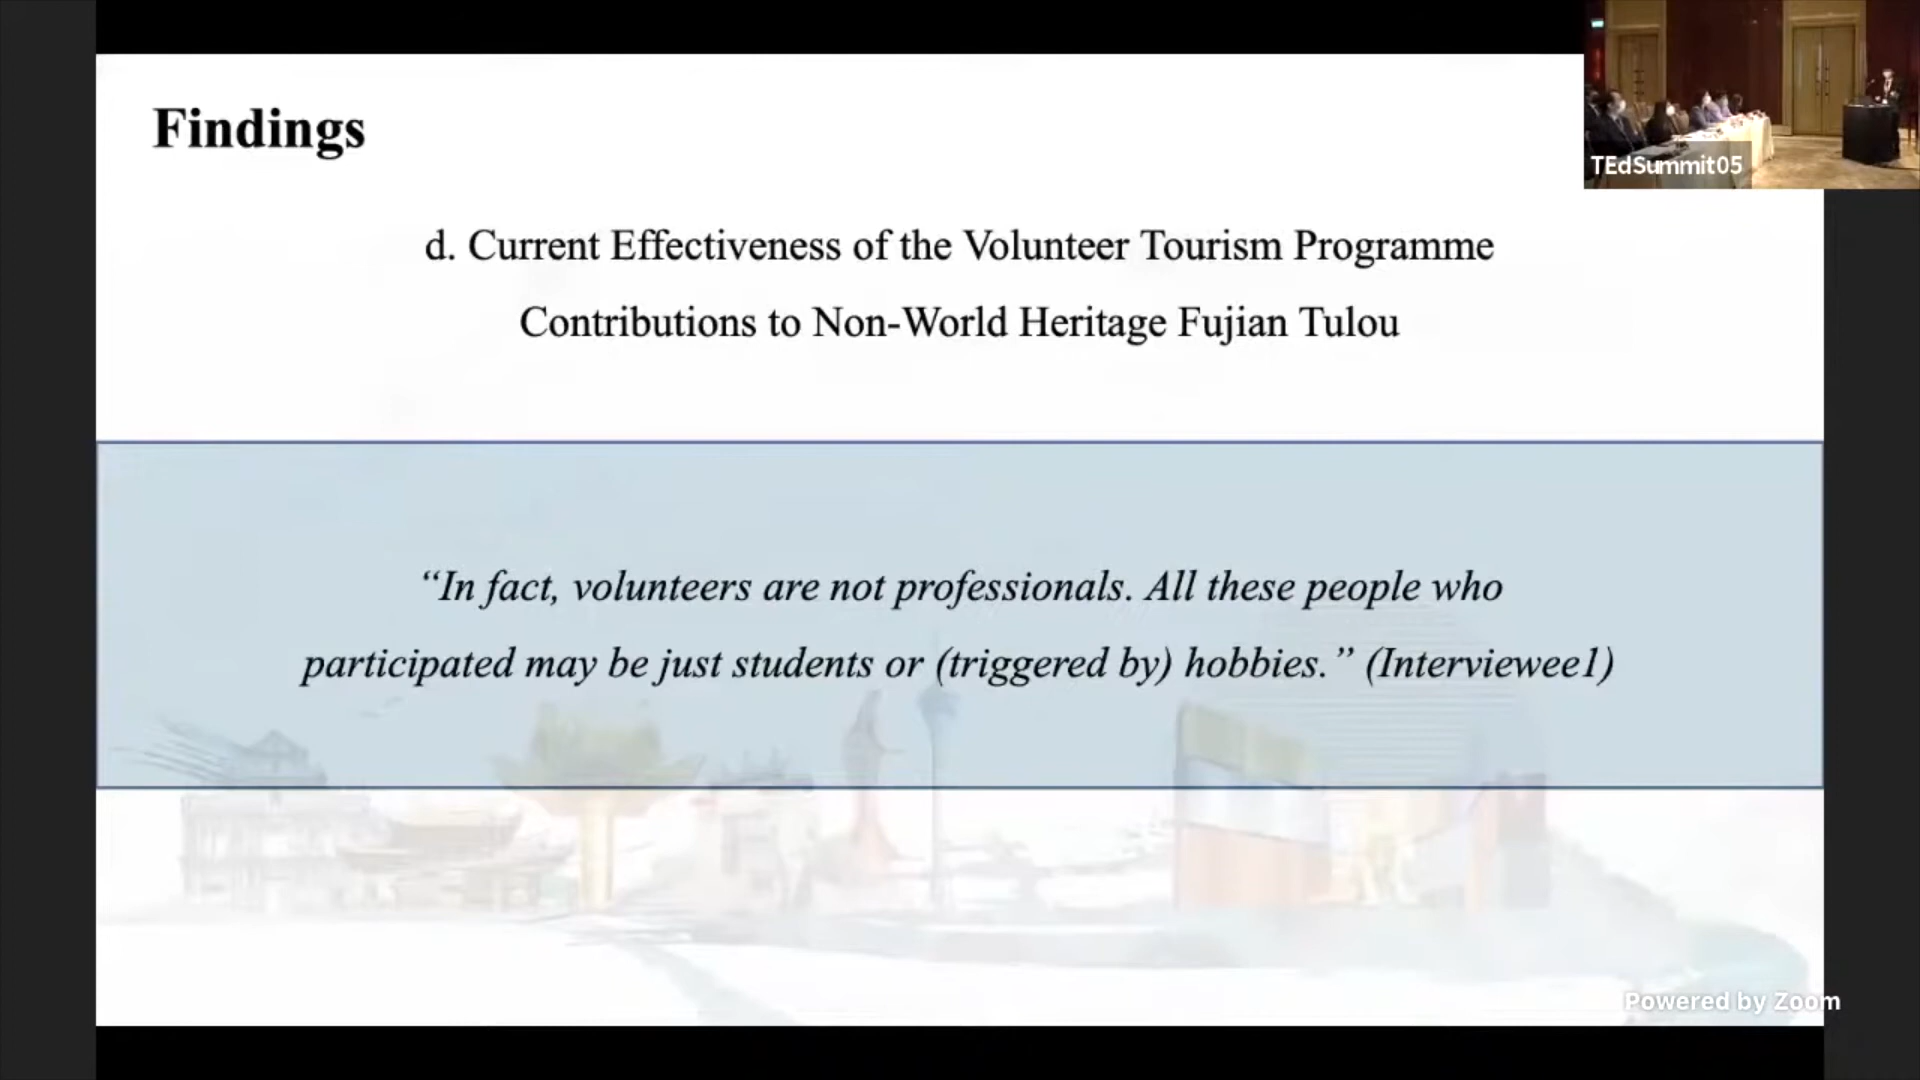 Findings
TEdSummit05
d. Current Effectiveness of the Volunteer Tourism Programme
Contributions to Non-World Heritage Fujian Tulou
“In fact, volunteers are not professionals. All these people who
participated may be just students or (triggered by) hobbies.” (Interviewee1)
Powered by Zoom